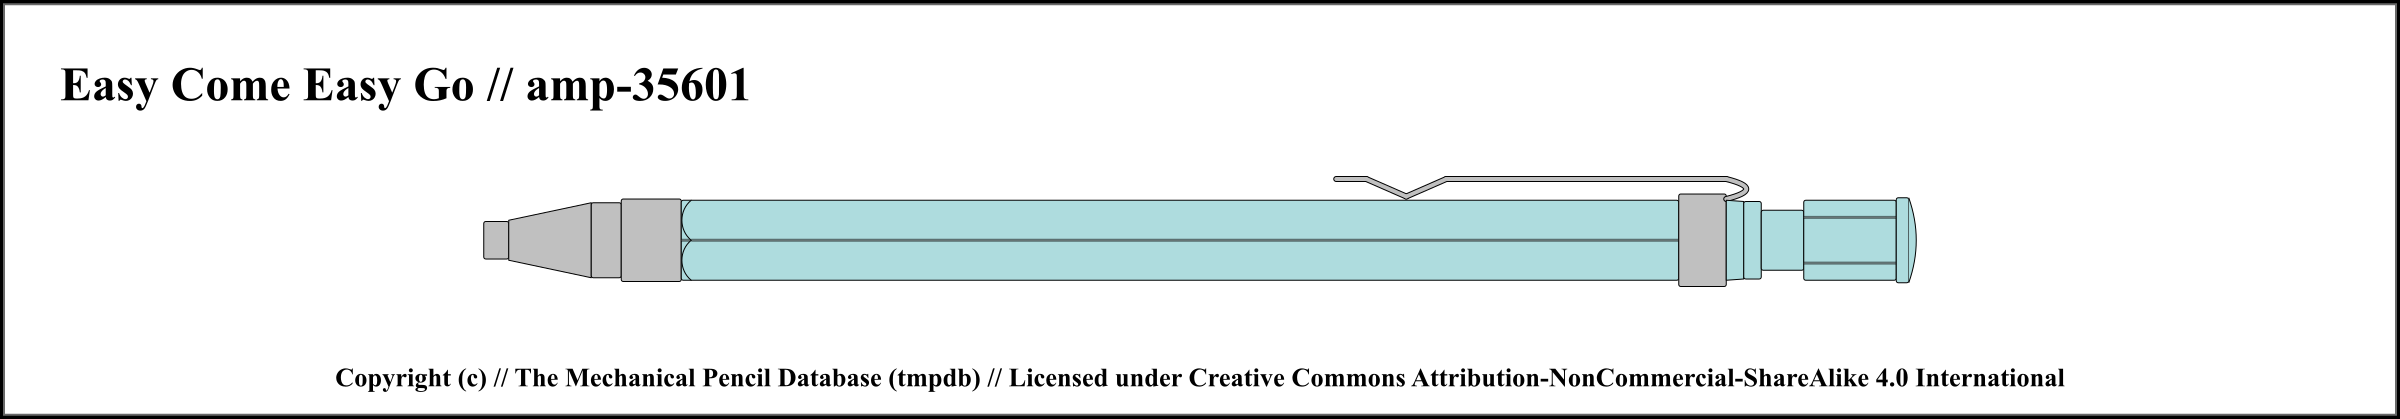 Easy Come Easy Go // amp-35601
Copyright (c) // The Mechanical Pencil Database (tmpdb) // Licensed under Creative Commons Attribution-NonCommercial-ShareAlike 4.0 International